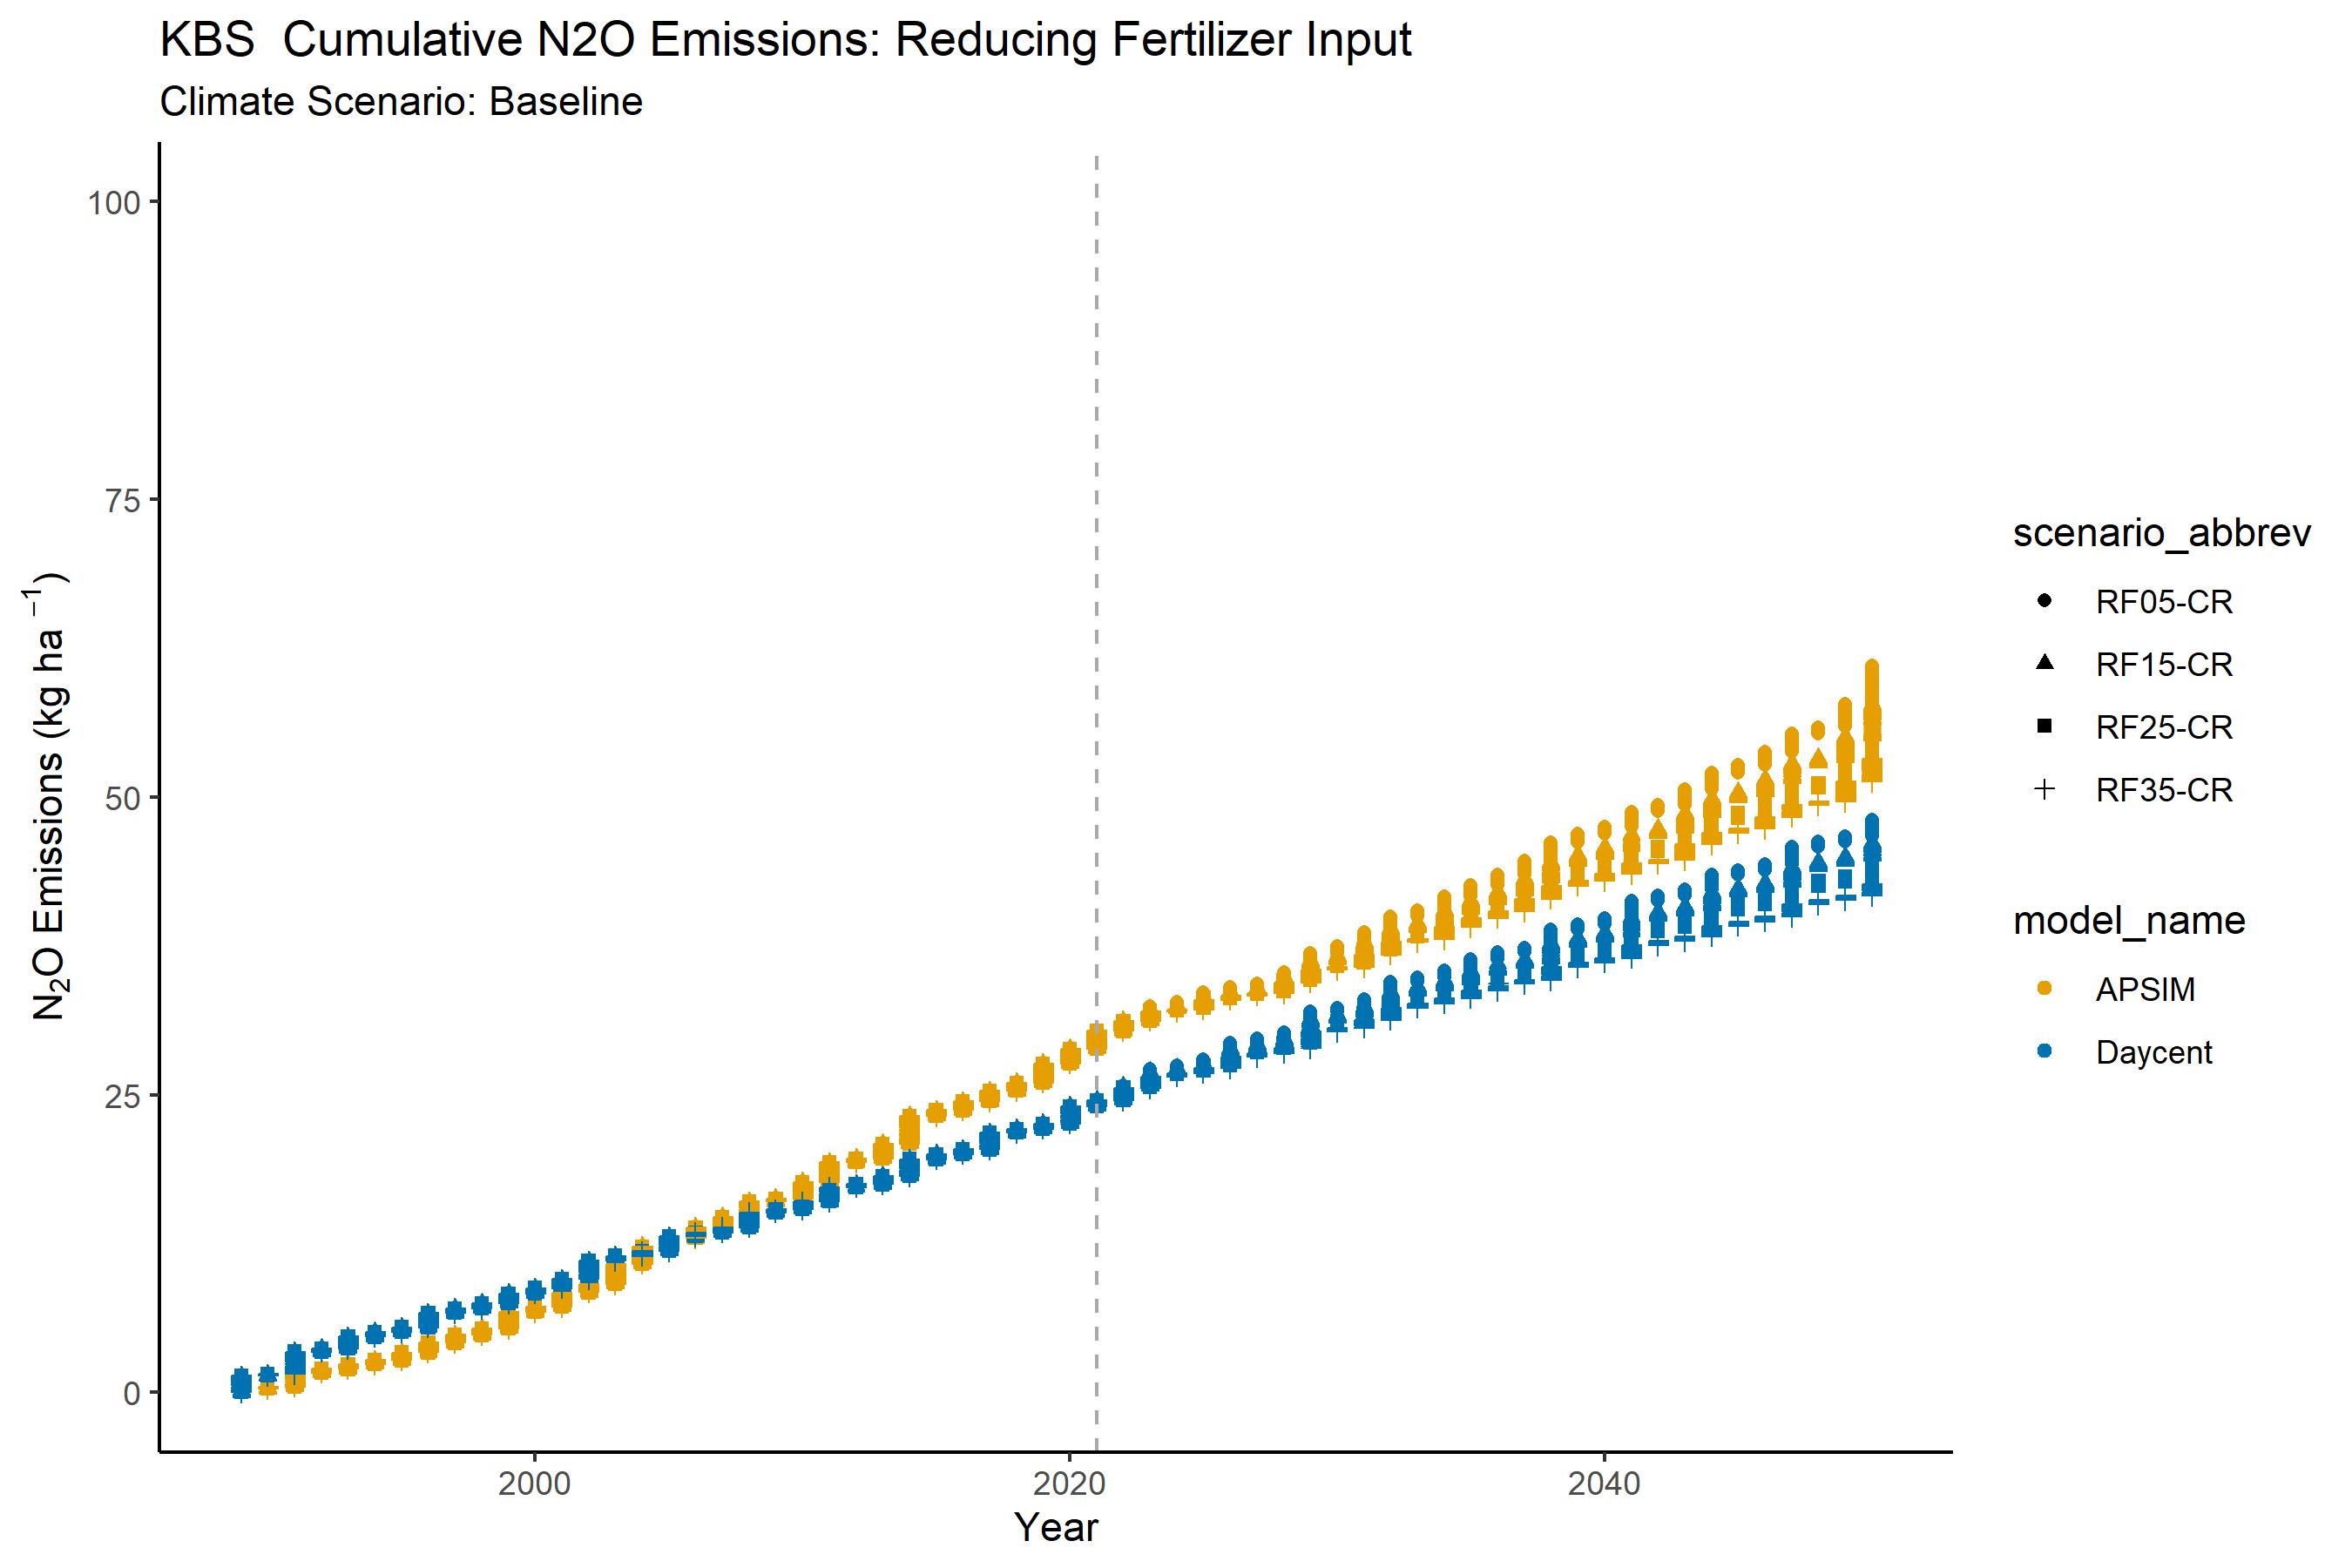 KBS  Cumulative N2O Emissions: Reducing Fertilizer Input
Climate Scenario: Baseline
100
75
50
25
0
N₂O Emissions (kg ha ⁻¹)
2000
2020
2040
Year
scenario_abbrev
RF05-CR
RF15-CR
RF25-CR
RF35-CR
model_name
APSIM
Daycent